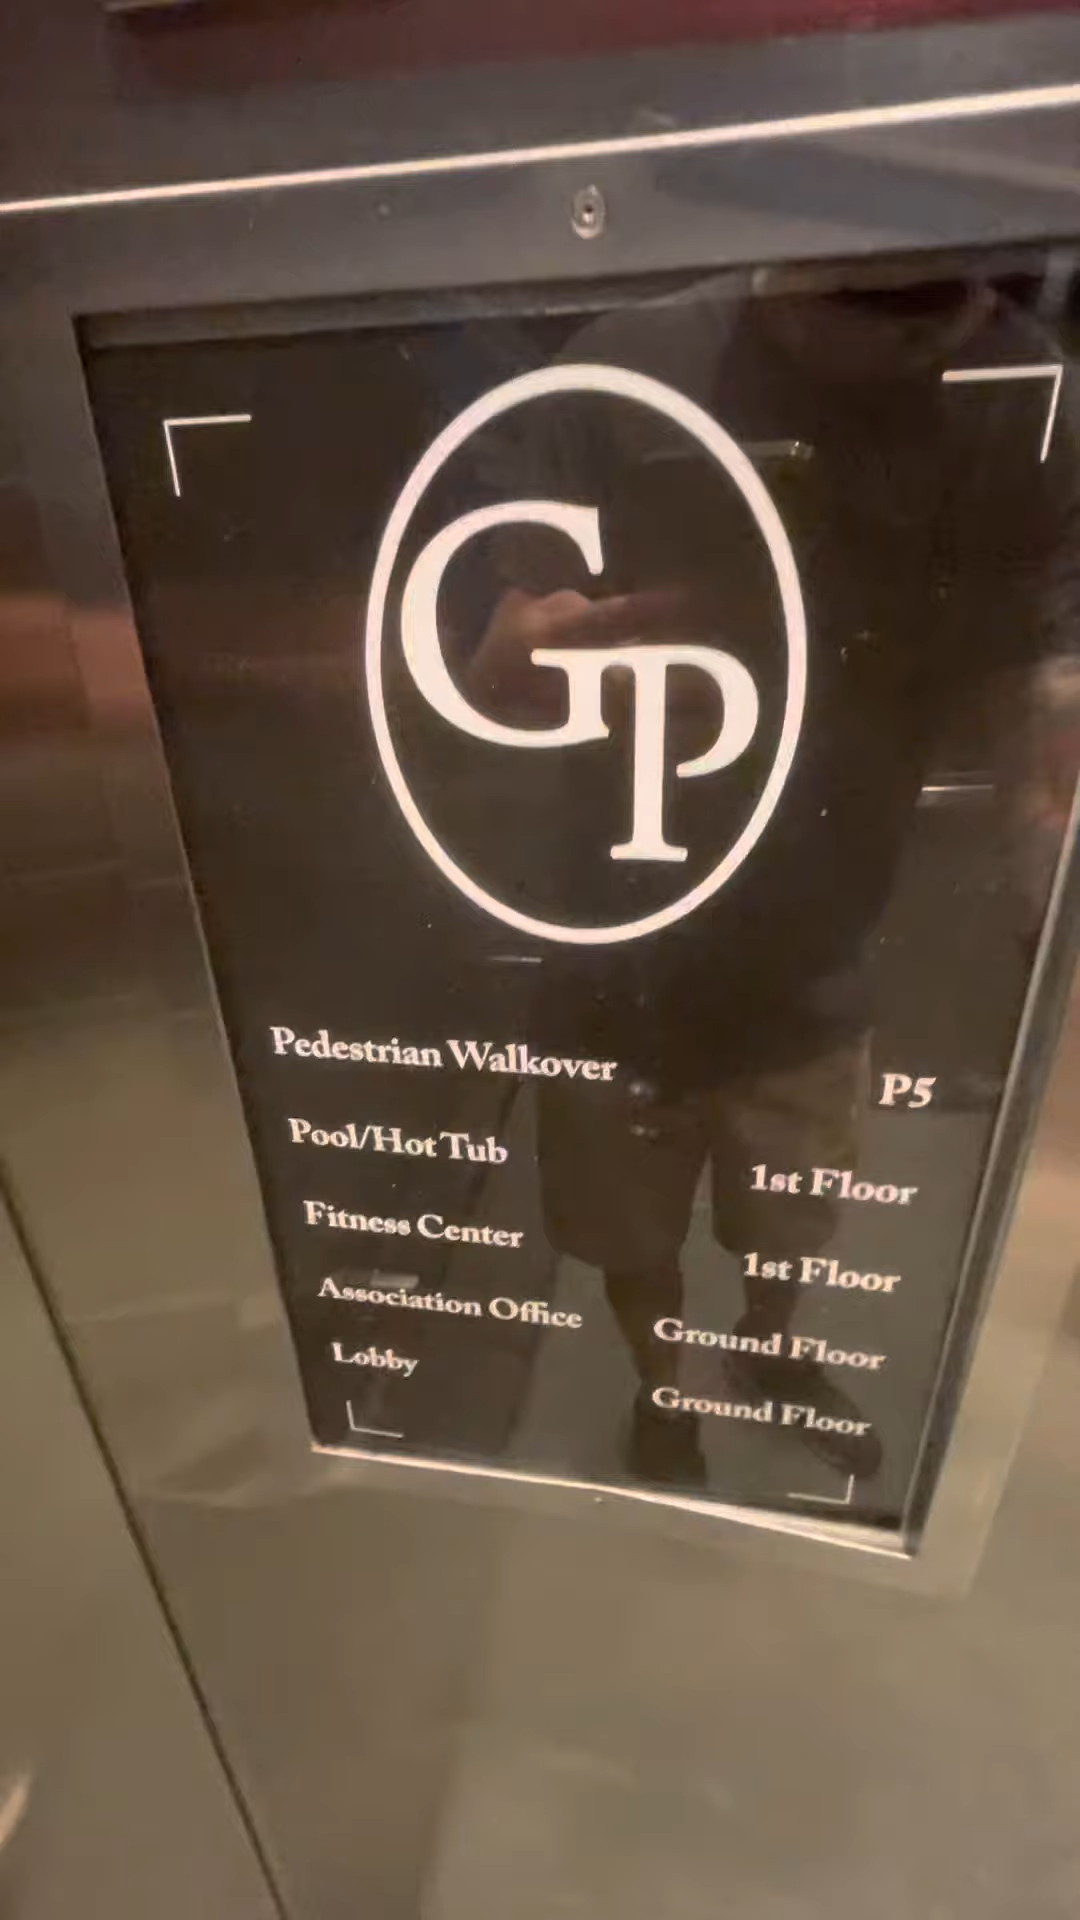 GP
Pedestrian Walkover P5
Pool/Hot Tub 1st Floor
Fitness Center 1st Floor
Association Office Ground Floor
Lobby Ground Floor